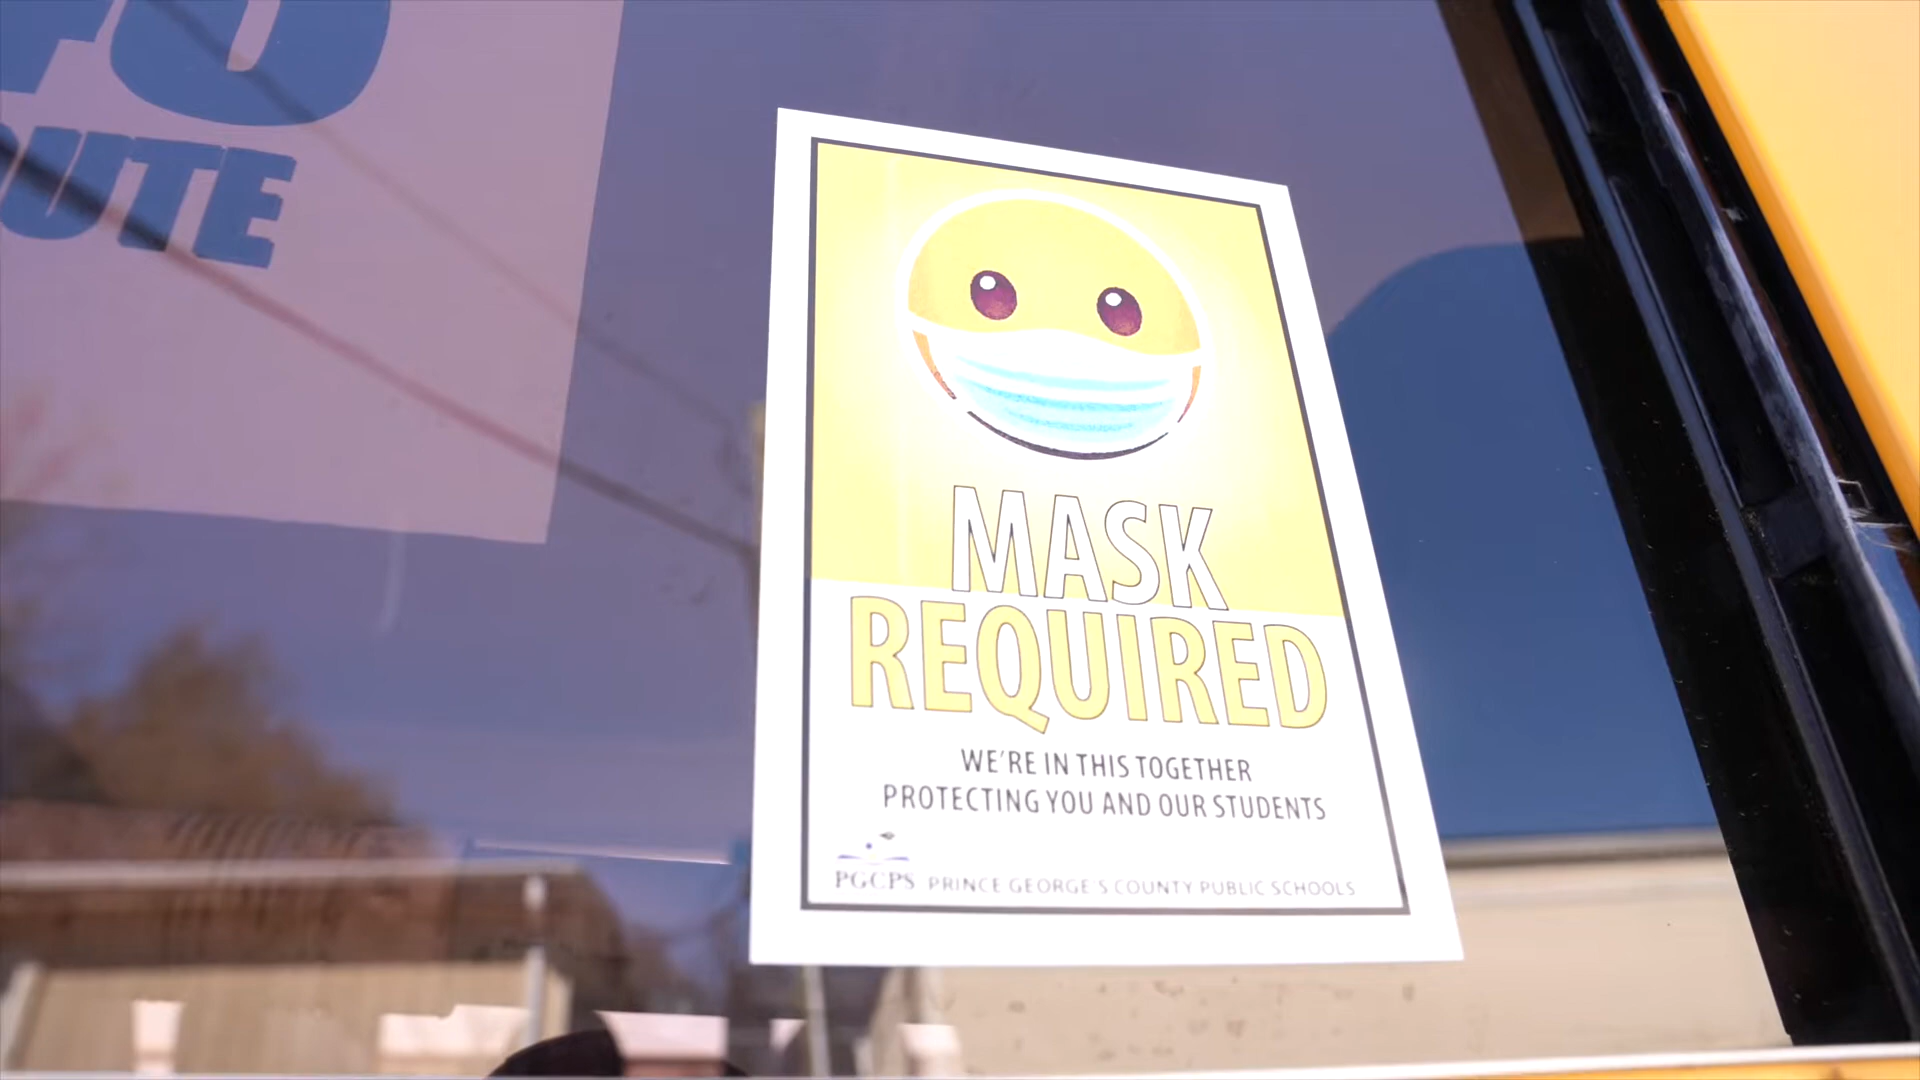 MASK
REQUIRED
WE'RE IN THIS TOGETHER
PROTECTING YOU AND OUR STUDENTS
PGCPS PRINCE GEORGE'S COUNTY PUBLIC SCHOOLS